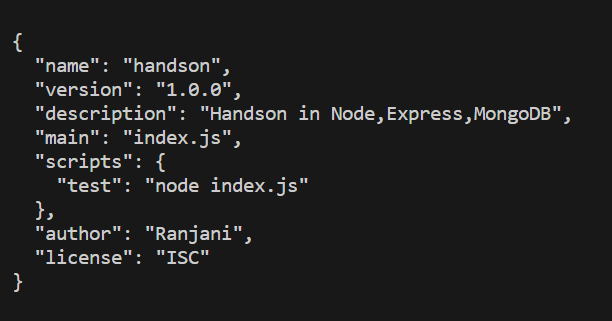 {
"name": "handson",
"version": "1.0.0",
"description": "Handson in Node,Express,MongoDB",
"main": "index.js",
"scripts": {
"test": "node index.js"
},
"author": "Ranjani",
"license": "ISC"
}